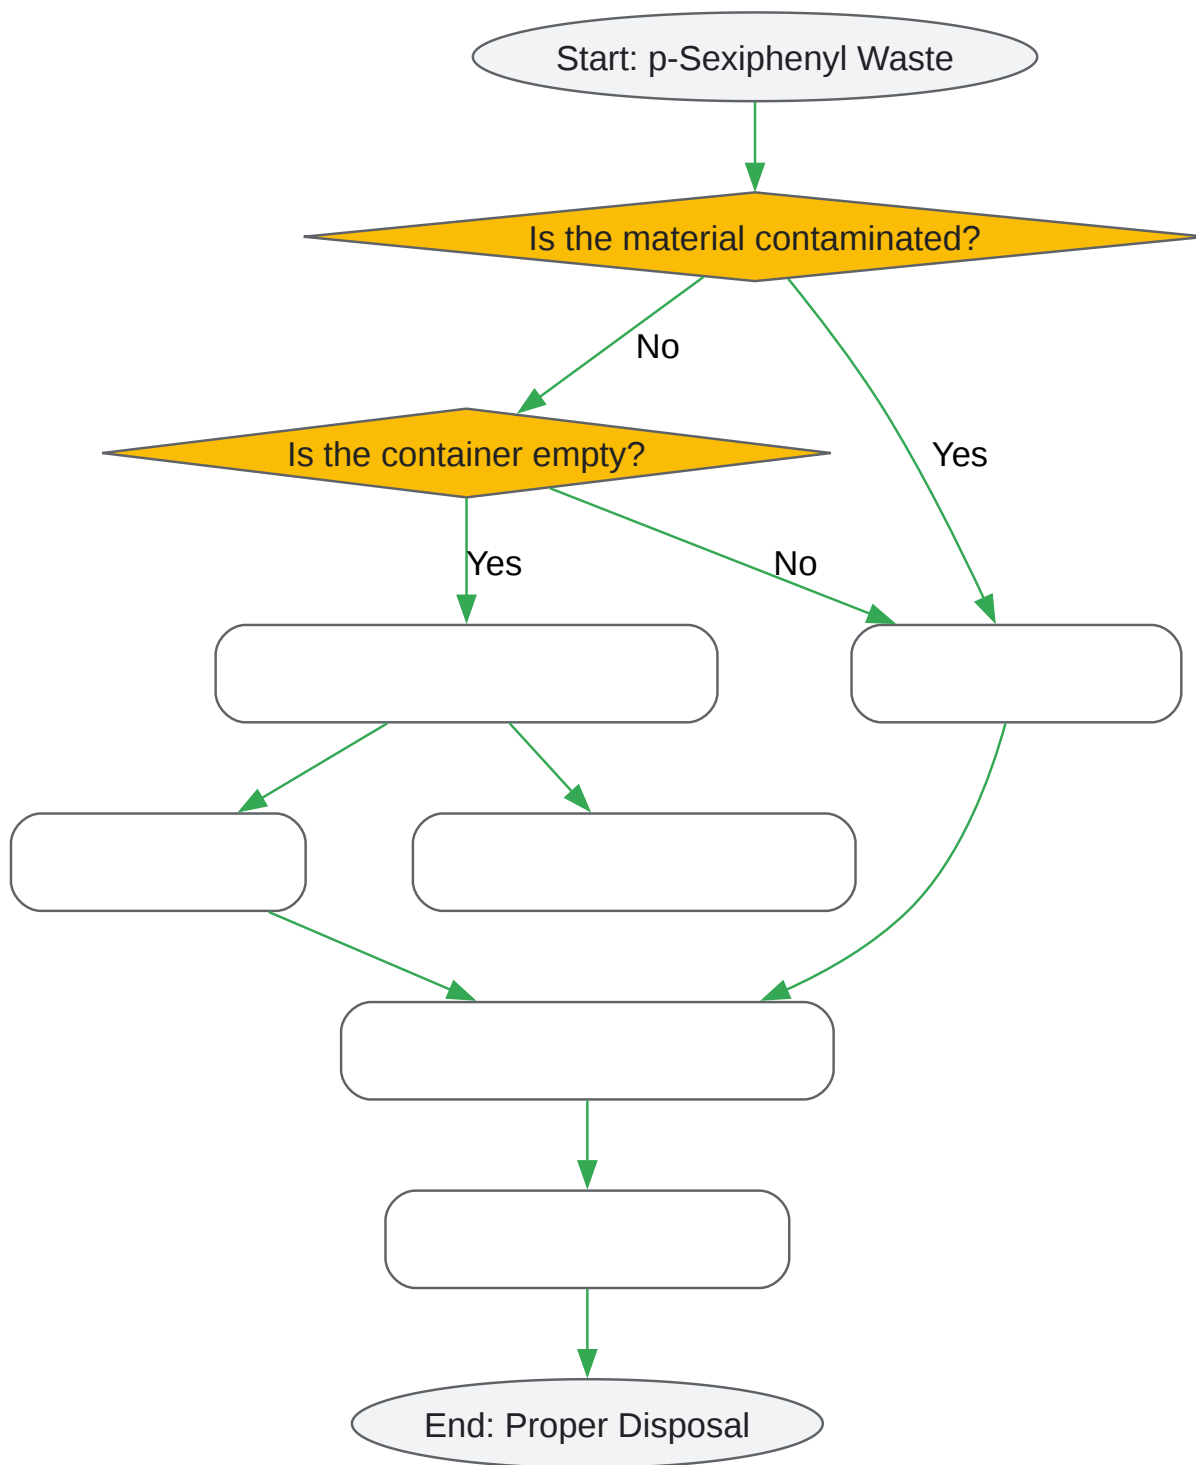 Start: p-Sexiphenyl Waste
Is the material contaminated?
No
Is the container empty?
Yes
Yes
No
End: Proper Disposal